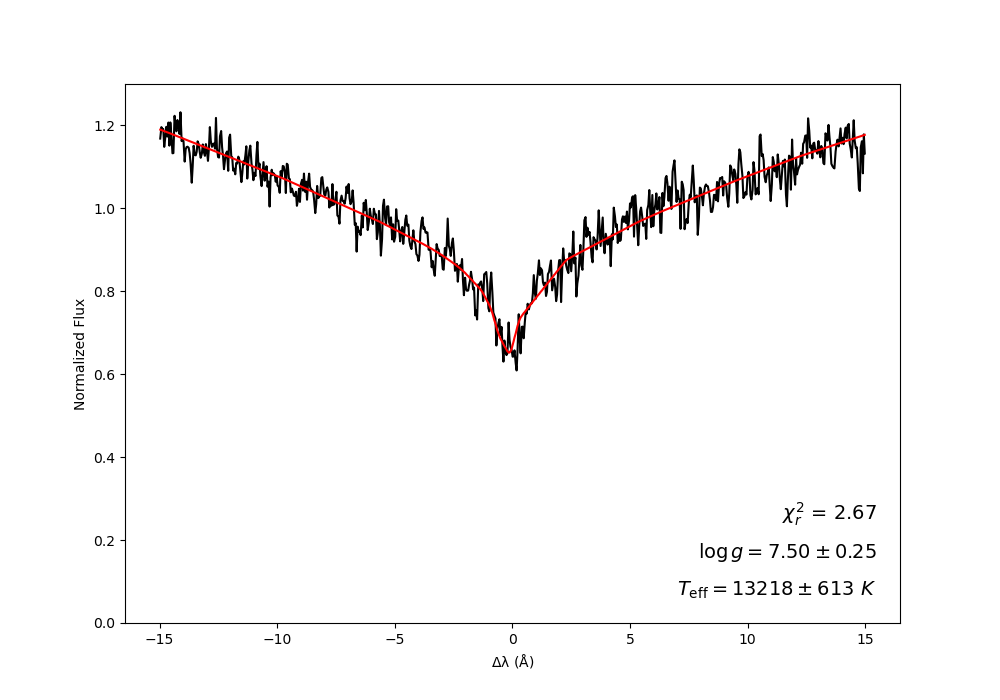 1.2
1.0
0.8
0.6
0.4
0.2
0.0
Normalized Flux
χ²ᵣ = 2.67
log g = 7.50 ± 0.25
T_eff = 13218 ± 613 K
−15 −10 −5 0 5 10 15
Δλ (Å)